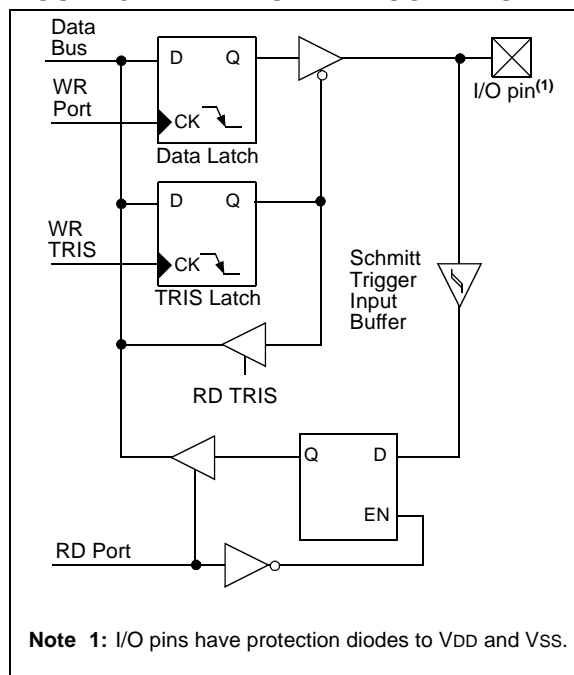 Data
Bus
D Q
WR
Port
CK
Data Latch
I/O pin(1)
D Q
WR
TRIS
CK
TRIS Latch
Schmitt
Trigger
Input
Buffer
RD TRIS
Q D
EN
RD Port
Note 1: I/O pins have protection diodes to VDD and VSS.